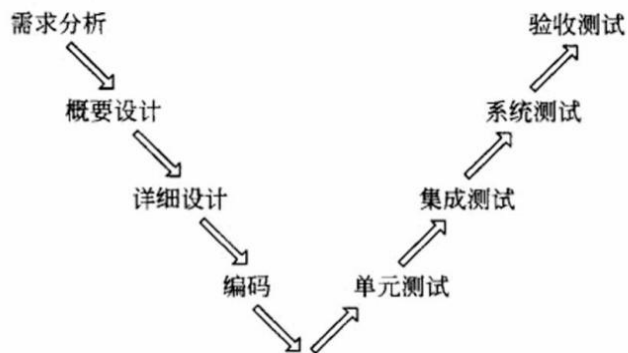 需求分析
验收测试
概要设计
系统测试
详细设计
集成测试
编码
单元测试